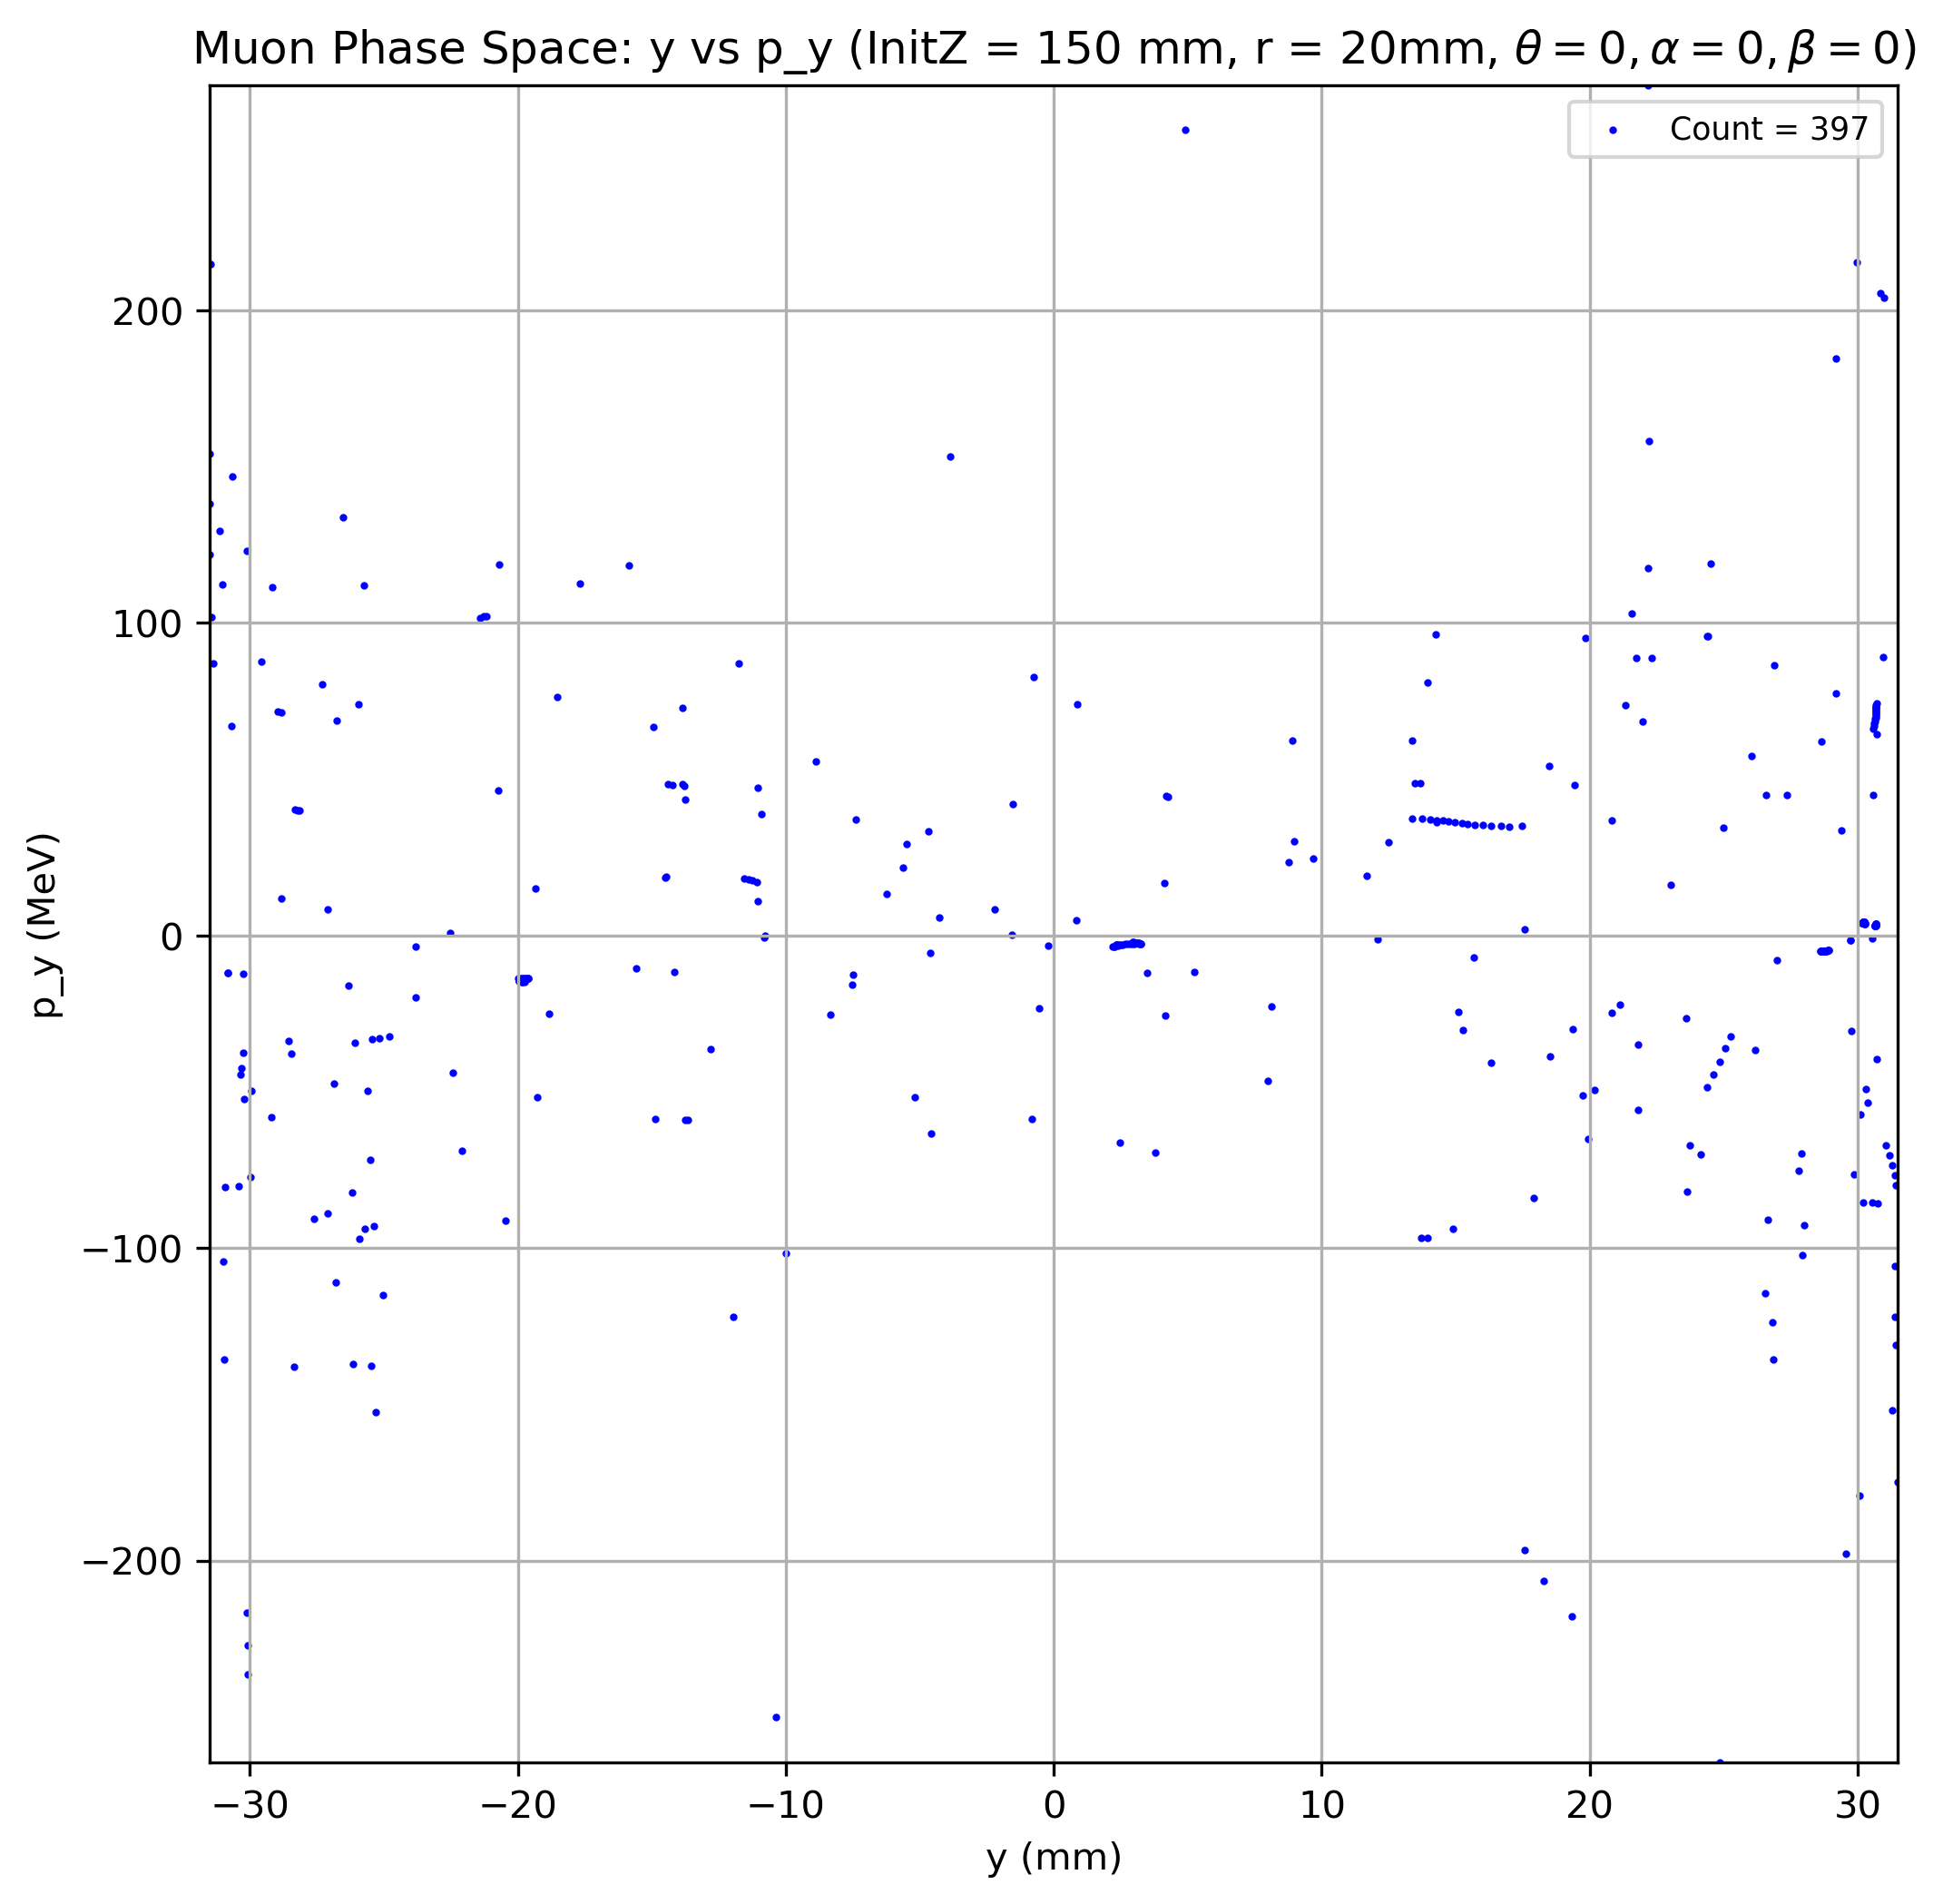 Muon Phase Space: y vs p_y (InitZ = 150 mm, r = 20mm, θ = 0, α = 0, β = 0)
Count = 397
200
100
0
−100
−200
p_y (MeV)
−30 −20 −10 0 10 20 30
y (mm)